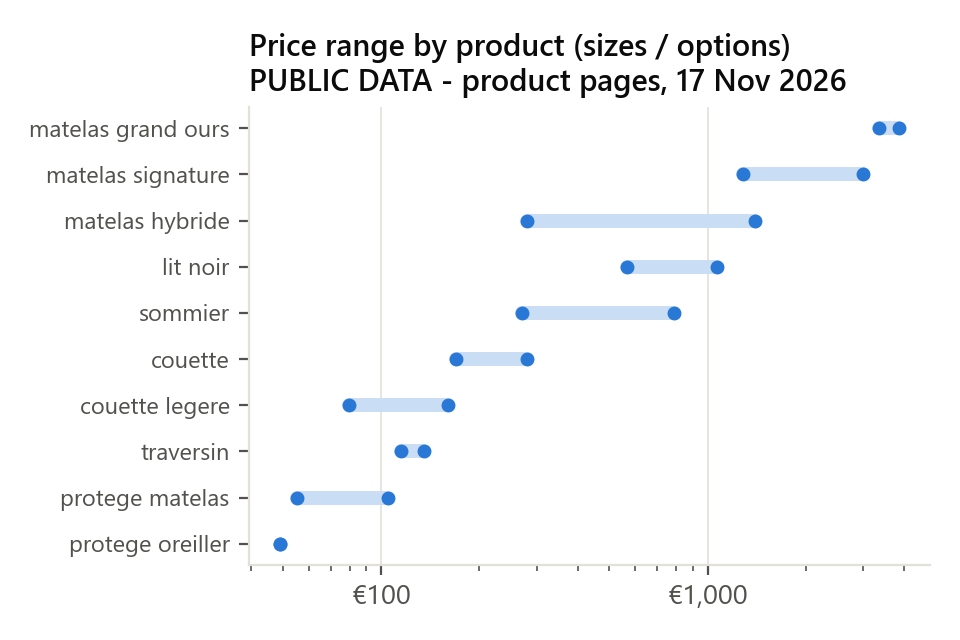 Price range by product (sizes / options)
PUBLIC DATA - product pages, 17 Nov 2026
matelas grand ours
matelas signature
matelas hybride
lit noir
sommier
couette
couette legere
traversin
protege matelas
protege oreiller
€100
€1,000